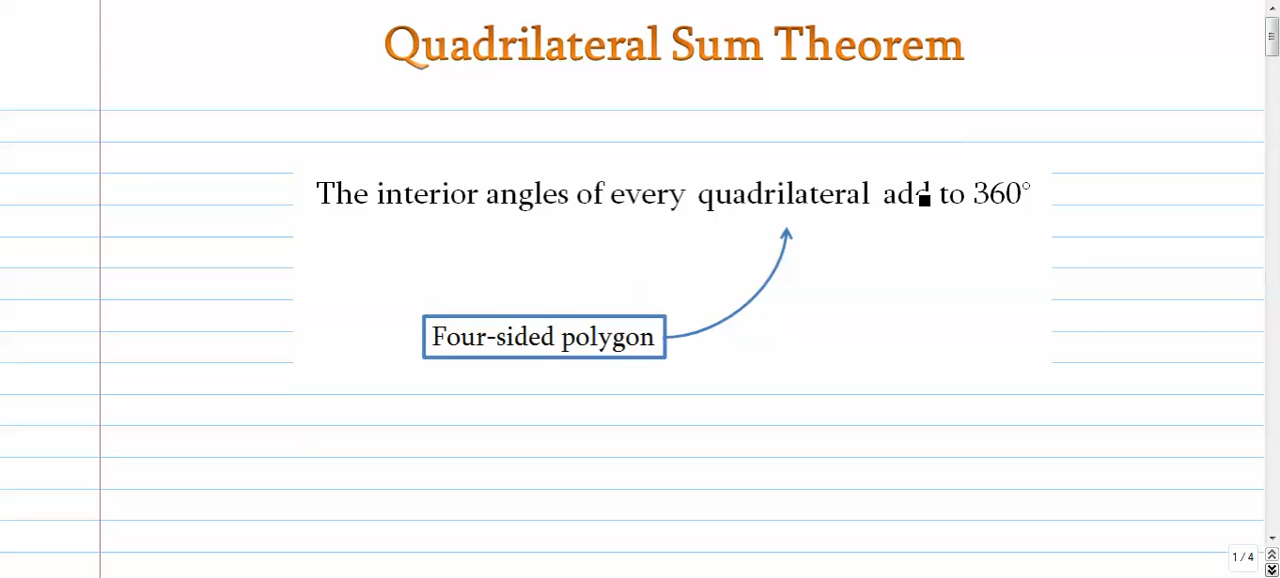 Quadrilateral Sum Theorem
The interior angles of every quadrilateral add to 360°
Four-sided polygon
1 / 4